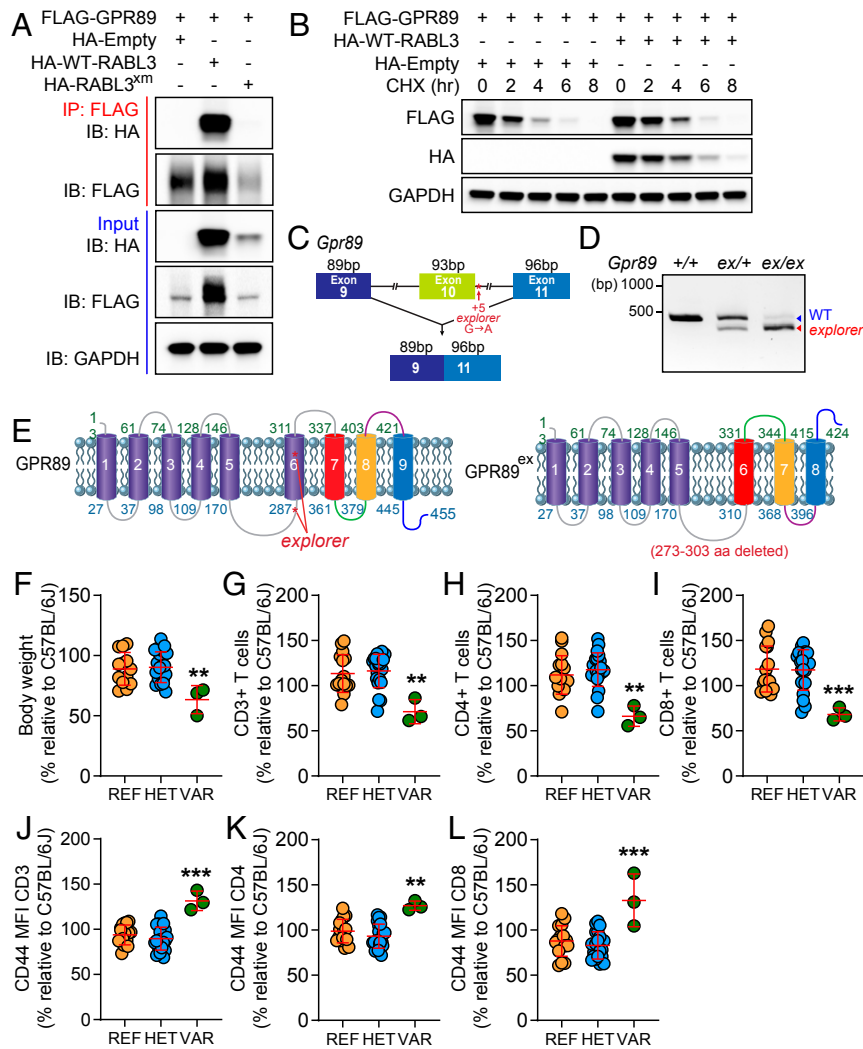 A
FLAG-GPR89 + + +
HA-Empty + - -
HA-WT-RABL3 - + -
HA-RABL3xm - - +
IP: FLAG
IB: HA
IB: FLAG
Input
IB: HA
IB: FLAG
IB: GAPDH
B
FLAG-GPR89 + + + + + + + + + +
HA-WT-RABL3 - - - - - + + + + +
HA-Empty + + + + + - - - - -
CHX (hr) 0 2 4 6 8 0 2 4 6 8
FLAG
HA
GAPDH
C Gpr89
89bp 93bp 96bp
Exon 9 Exon 10 * Exon 11
+5
explorer
G→A
89bp 96bp
9 11
D
Gpr89 +/+ ex/+ ex/ex
(bp) 1000
500
WT
explorer
E
GPR89
1 3 61 74 128 146 311 337 403 421
1 2 3 4 5 6 7 8 9
27 37 98 109 170 287 * 361 379 445 455
explorer
GPR89ex
1 3 61 74 128 146 331 344 415 424
1 2 3 4 5 6 7 8
27 37 98 109 170 310 368 396
(273-303 aa deleted)
F
Body weight
(% relative to C57BL/6J)
150
100
50
0
**
REF HET VAR
G
CD3+ T cells
(% relative to C57BL/6J)
200
150
100
50
0
**
REF HET VAR
H
CD4+ T cells
(% relative to C57BL/6J)
200
150
100
50
0
**
REF HET VAR
I
CD8+ T cells
(% relative to C57BL/6J)
200
150
100
50
0
***
REF HET VAR
J
CD44 MFI CD3
(% relative to C57BL/6J)
200
150
100
50
0
***
REF HET VAR
K
CD44 MFI CD4
(% relative to C57BL/6J)
200
150
100
50
0
**
REF HET VAR
L
CD44 MFI CD8
(% relative to C57BL/6J)
200
150
100
50
0
***
REF HET VAR